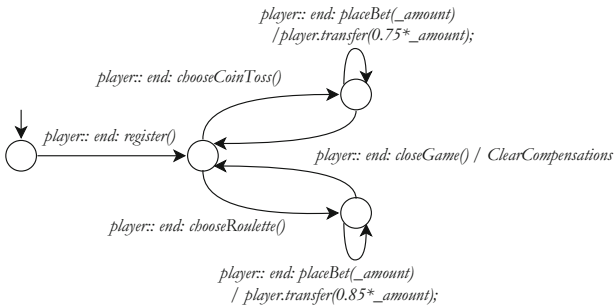 player:: end: placeBet(_amount)
/player.transfer(0.75*_amount);
player:: end: chooseCoinToss()
player:: end: register()
player:: end: closeGame() / ClearCompensations
player:: end: chooseRoulette()
player:: end: placeBet(_amount)
/ player.transfer(0.85*_amount);